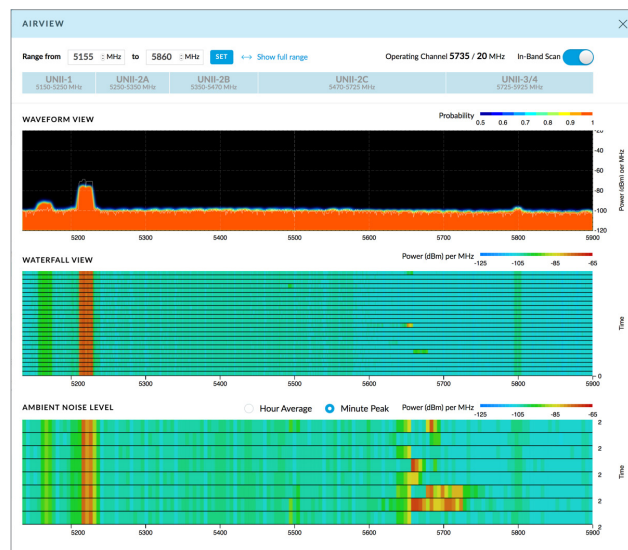 AIRVIEW
Range from 5155 MHz to 5860 MHz SET Show full range Operating Channel 5735 / 20 MHz In-Band Scan
UNII-1 UNII-2A UNII-2B UNII-2C UNII-3/4
5150-5250 MHz 5250-5350 MHz 5350-5470 MHz 5470-5725 MHz 5725-5925 MHz
WAVEFORM VIEW Probability 0.5 0.6 0.7 0.8 0.9 1
-20
-40
-60
-80
-100
-120
Power (dBm) per MHz
5200 5300 5400 5500 5600 5700 5800 5900
WATERFALL VIEW Power (dBm) per MHz -125 -105 -85 -65
Time
0
5200 5300 5400 5500 5600 5700 5800 5900
AMBIENT NOISE LEVEL Hour Average Minute Peak Power (dBm) per MHz -125 -105 -85 -65
2
2
2
2
Time
5200 5300 5400 5500 5600 5700 5800 5900